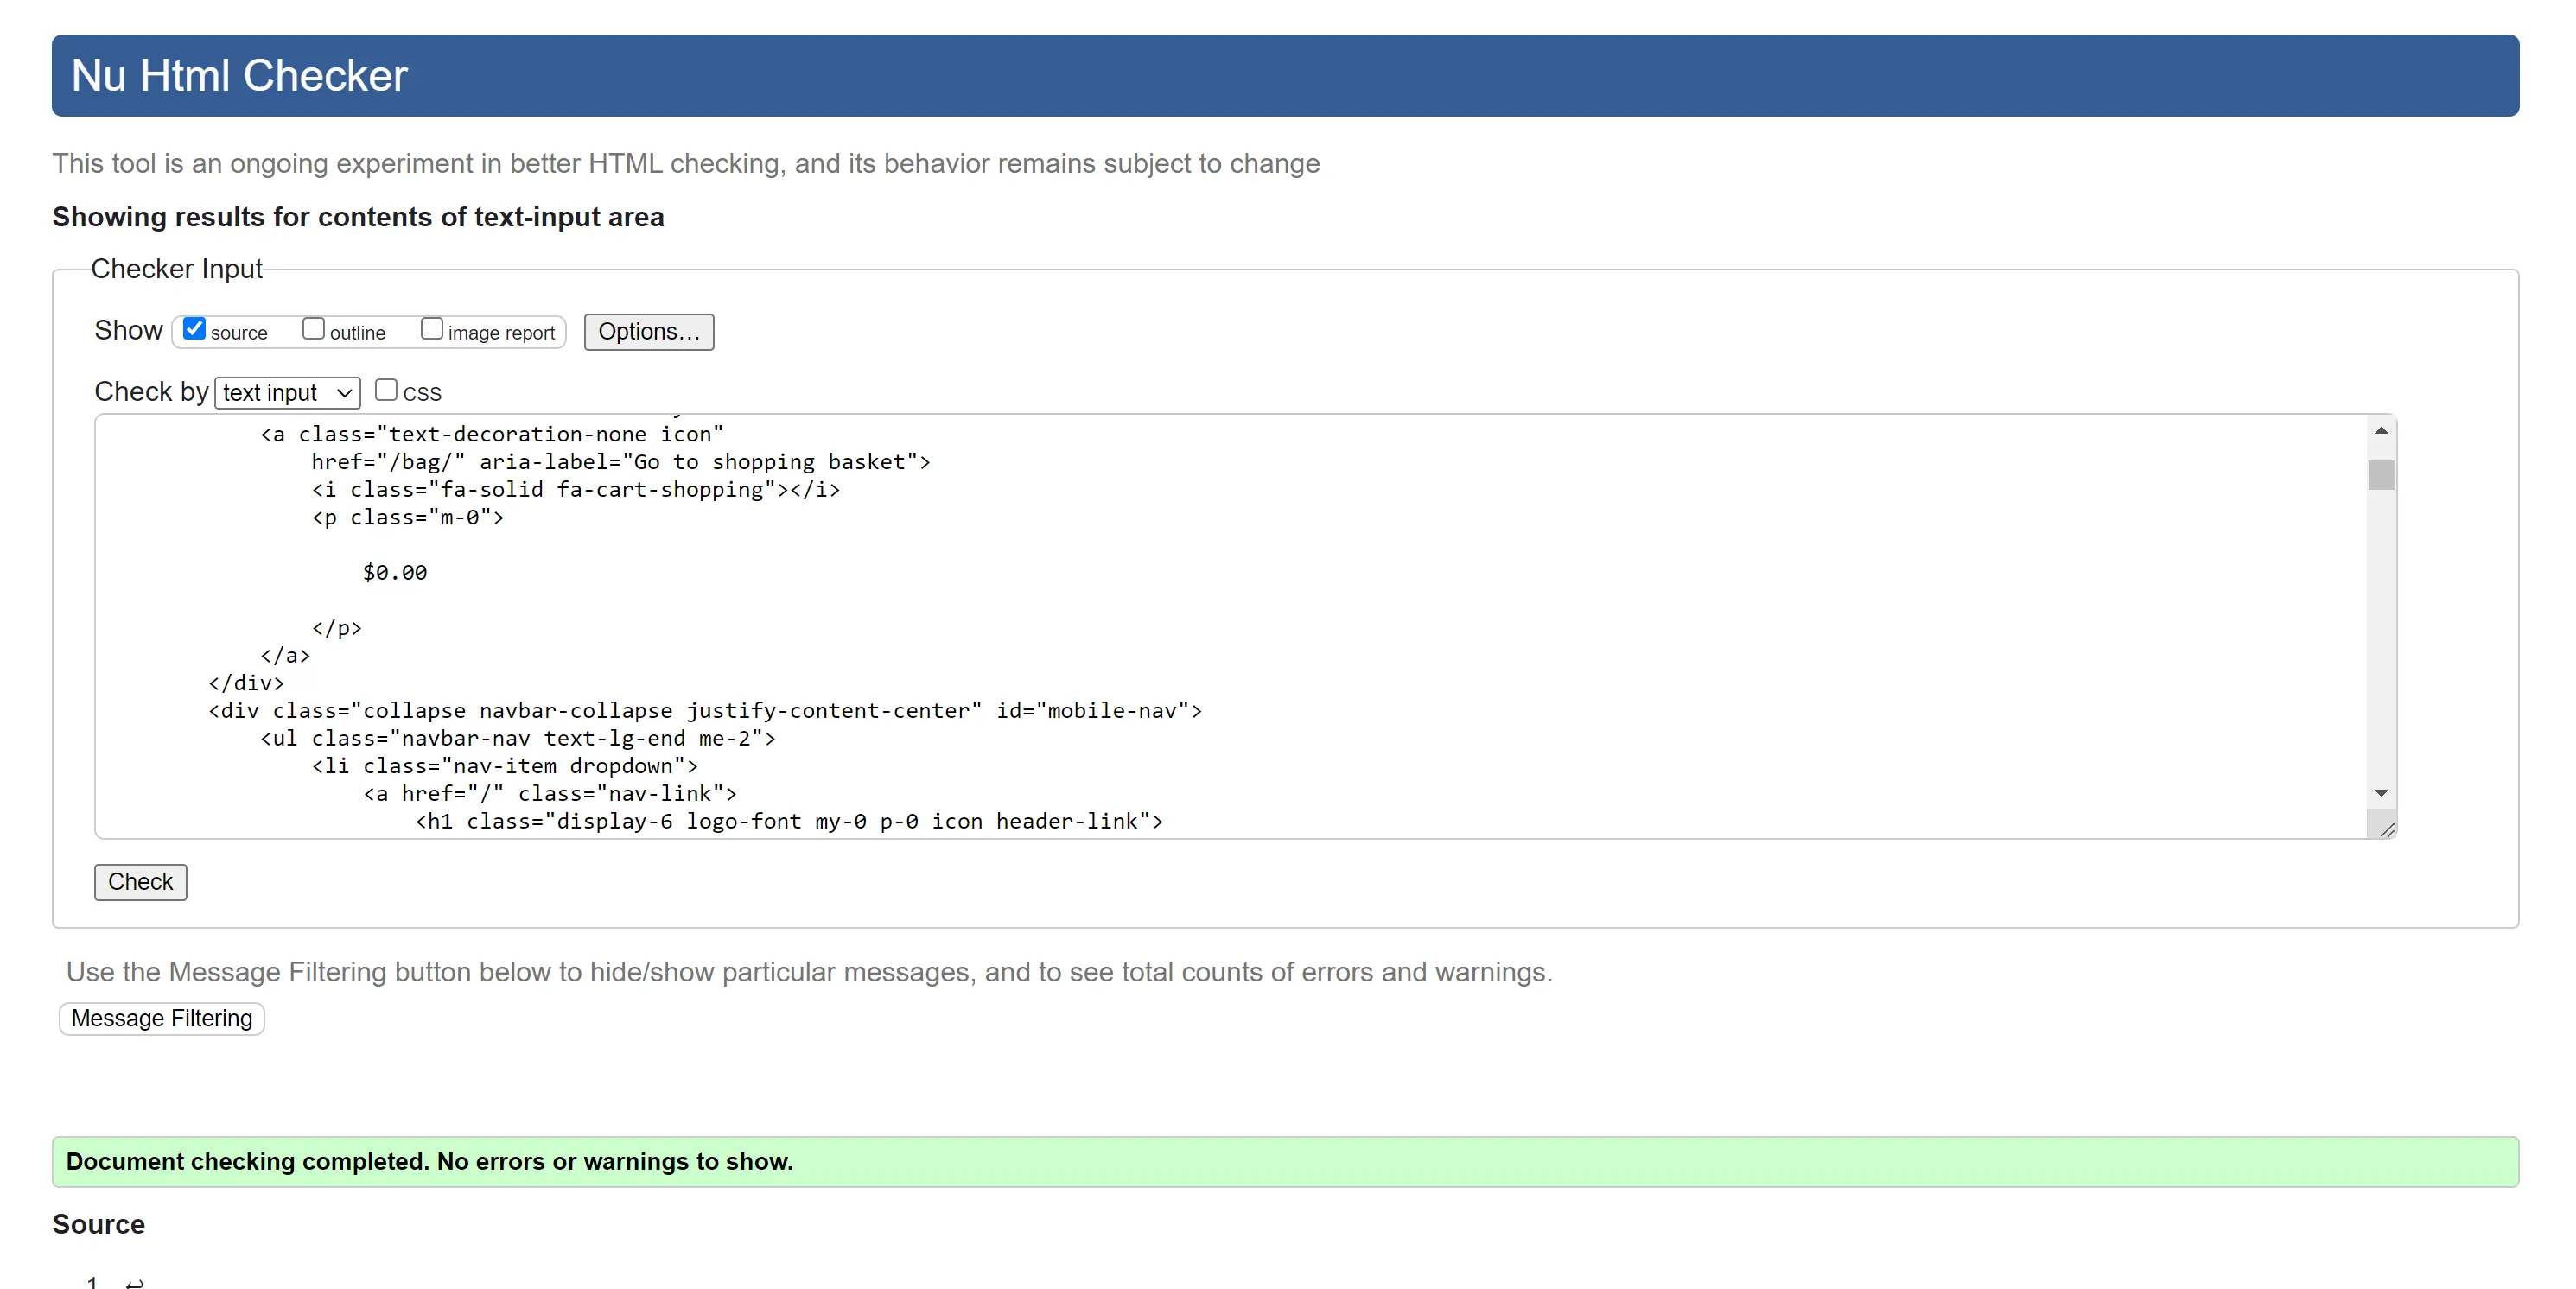 Nu Html Checker
This tool is an ongoing experiment in better HTML checking, and its behavior remains subject to change
Showing results for contents of text-input area
Checker Input
Show source outline image report Options...
Check by text input CSS
<a class="text-decoration-none icon"
href="/bag/" aria-label="Go to shopping basket">
<i class="fa-solid fa-cart-shopping"></i>
<p class="m-0">
$0.00
</p>
</a>
</div>
<div class="collapse navbar-collapse justify-content-center" id="mobile-nav">
<ul class="navbar-nav text-lg-end me-2">
<li class="nav-item dropdown">
<a href="/" class="nav-link">
<h1 class="display-6 logo-font my-0 p-0 icon header-link">
Check
Use the Message Filtering button below to hide/show particular messages, and to see total counts of errors and warnings.
Message Filtering
Document checking completed. No errors or warnings to show.
Source
1 ↩